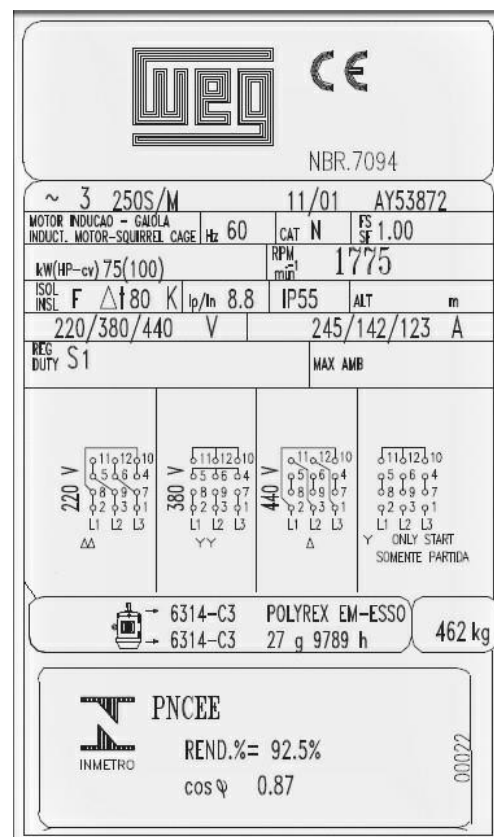 WEG
CE
NBR.7094
~ 3 250S/M 11/01 AY53872
MOTOR INDUCAO - GAIOLA
INDUCT. MOTOR-SQUIRREL CAGE Hz 60 CAT N FS SF 1.00
kW(HP-cv) 75(100) RPM min⁻¹ 1775
ISOL INSL F Δt 80 K Ip/In 8.8 IP55 ALT m
220/380/440 V 245/142/123 A
REG DUTY S1 MAX AMB
220 V
11 12 10
5 6 4
8 9 7
2 3 1
L1 L2 L3
ΔΔ
380 V
11 12 10
5 6 4
8 9 7
2 3 1
L1 L2 L3
YY
440 V
11 12 10
5 6 4
8 9 7
2 3 1
L1 L2 L3
Δ
11 12 10
5 6 4
8 9 7
2 3 1
L1 L2 L3
Y ONLY START
SOMENTE PARTIDA
6314-C3 POLYREX EM-ESSO
6314-C3 27 g 9789 h
462 kg
PNCEE
INMETRO
REND.%= 92.5%
cos φ 0.87
00022